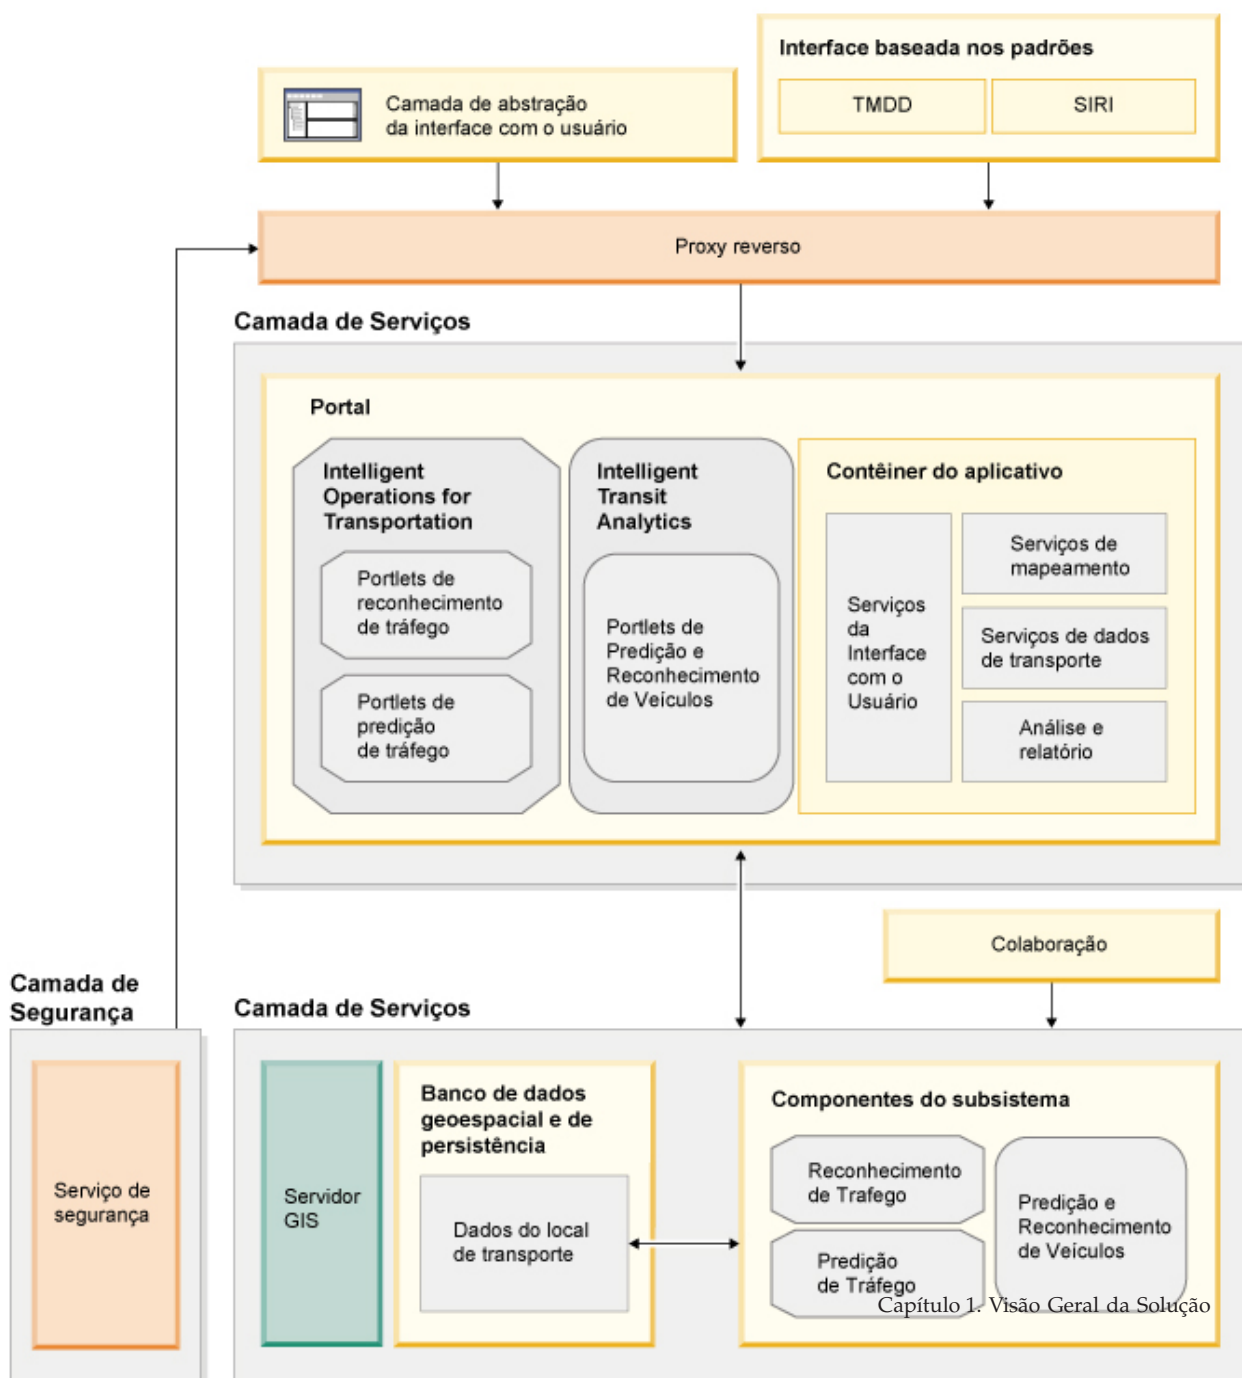 Interface baseada nos padrões
TMDD
SIRI
Camada de abstração
da interface com o usuário
Proxy reverso
Camada de Serviços
Portal
Intelligent
Operations for
Transportation
Portlets de
reconhecimento
de tráfego
Portlets de
predição
de tráfego
Intelligent
Transit
Analytics
Portlets de
Predição e
Reconhecimento
de Veículos
Contêiner do aplicativo
Serviços
da
Interface
com o
Usuário
Serviços de
mapeamento
Serviços de dados
de transporte
Análise e
relatório
Colaboração
Camada de
Segurança
Serviço de
segurança
Camada de Serviços
Servidor
GIS
Banco de dados
geoespacial e de
persistência
Dados do local
de transporte
Componentes do subsistema
Reconhecimento
de Trafego
Predição
de Tráfego
Predição e
Reconhecimento
de Veículos
Capítulo 1. Visão Geral da Solução